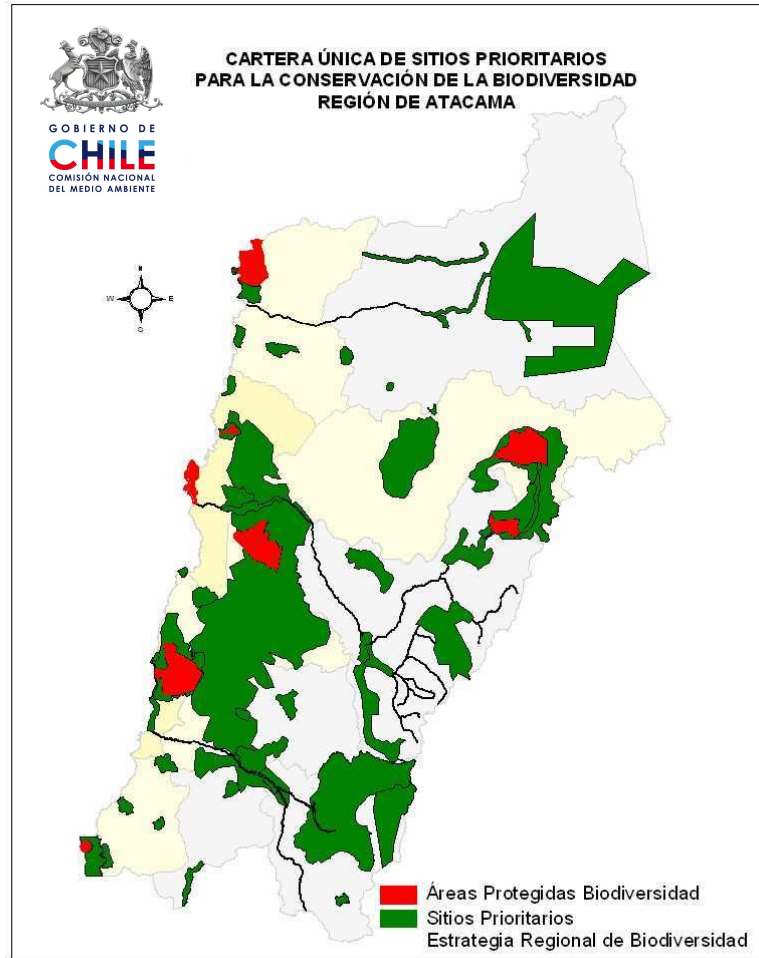 CARTERA ÚNICA DE SITIOS PRIORITARIOS
PARA LA CONSERVACIÓN DE LA BIODIVERSIDAD
REGIÓN DE ATACAMA
GOBIERNO DE
CHILE
COMISIÓN NACIONAL
DEL MEDIO AMBIENTE
N
W E
S
Áreas Protegidas Biodiversidad
Sitios Prioritarios
Estrategia Regional de Biodiversidad